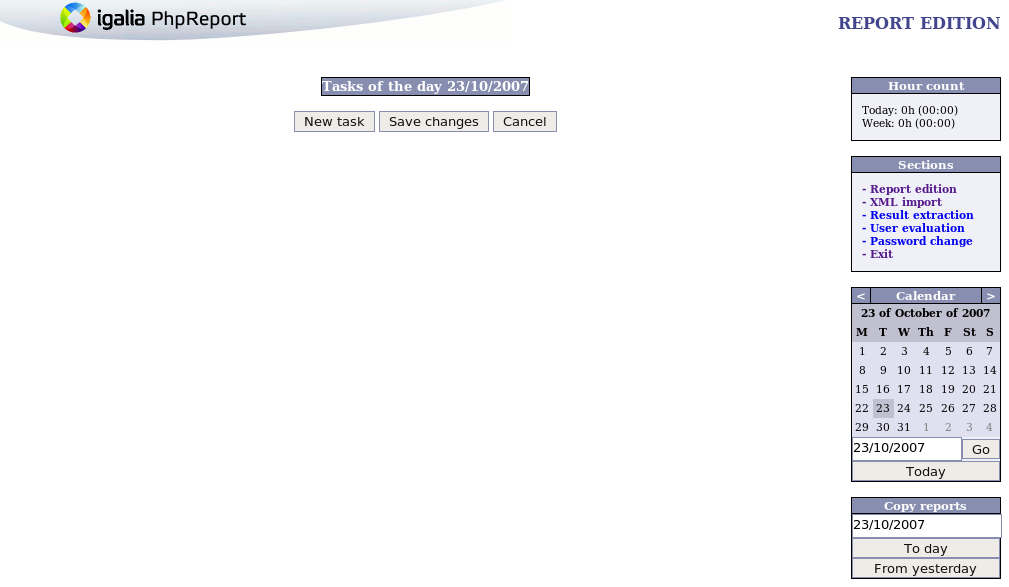 igalia PhpReport
REPORT EDITION
Tasks of the day 23/10/2007
New task Save changes Cancel
Hour count
Today: 0h (00:00)
Week: 0h (00:00)
Sections
- Report edition
- XML import
- Result extraction
- User evaluation
- Password change
- Exit
< Calendar >
23 of October of 2007
M T W Th F St S
1 2 3 4 5 6 7
8 9 10 11 12 13 14
15 16 17 18 19 20 21
22 23 24 25 26 27 28
29 30 31 1 2 3 4
23/10/2007 Go
Today
Copy reports
23/10/2007
To day
From yesterday